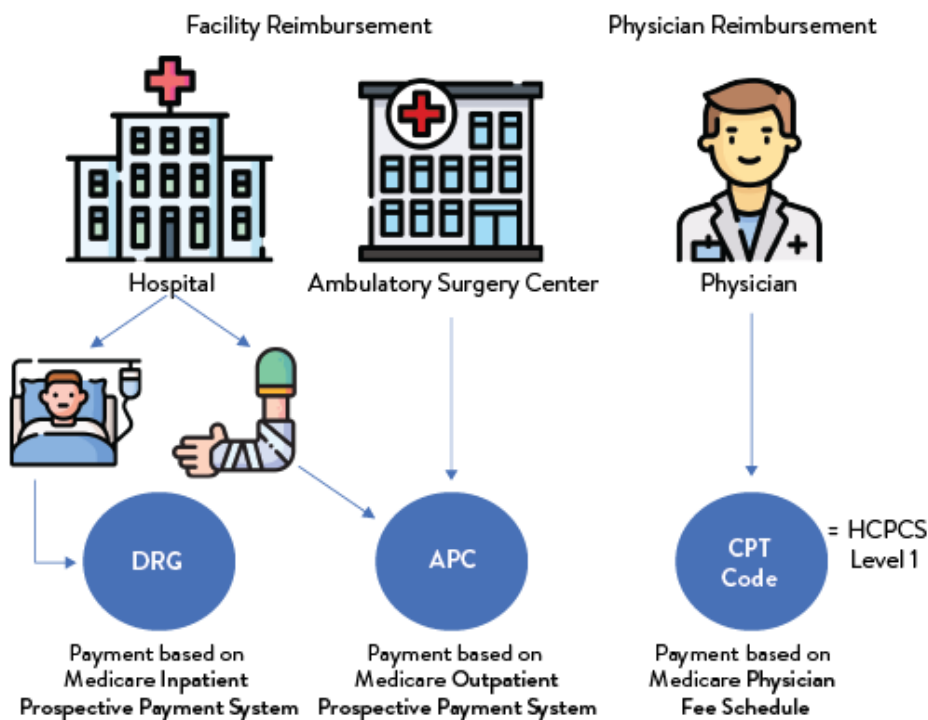 Facility Reimbursement
Physician Reimbursement
Hospital
Ambulatory Surgery Center
Physician
DRG
APC
CPT
Code
= HCPCS
Level 1
Payment based on
Medicare Inpatient
Prospective Payment System
Payment based on
Medicare Outpatient
Prospective Payment System
Payment based on
Medicare Physician
Fee Schedule